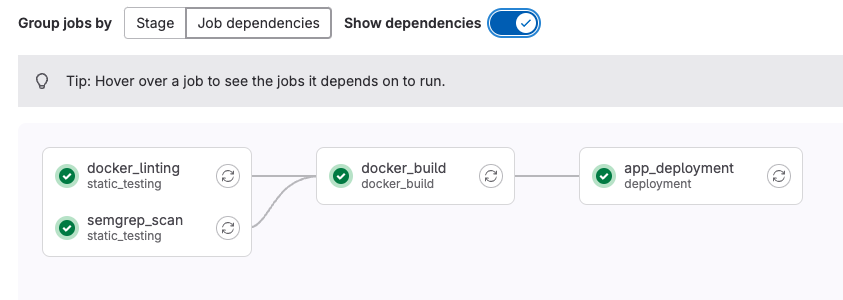 Group jobs by Stage Job dependencies Show dependencies
Tip: Hover over a job to see the jobs it depends on to run.
docker_linting
static_testing
semgrep_scan
static_testing
docker_build
docker_build
app_deployment
deployment